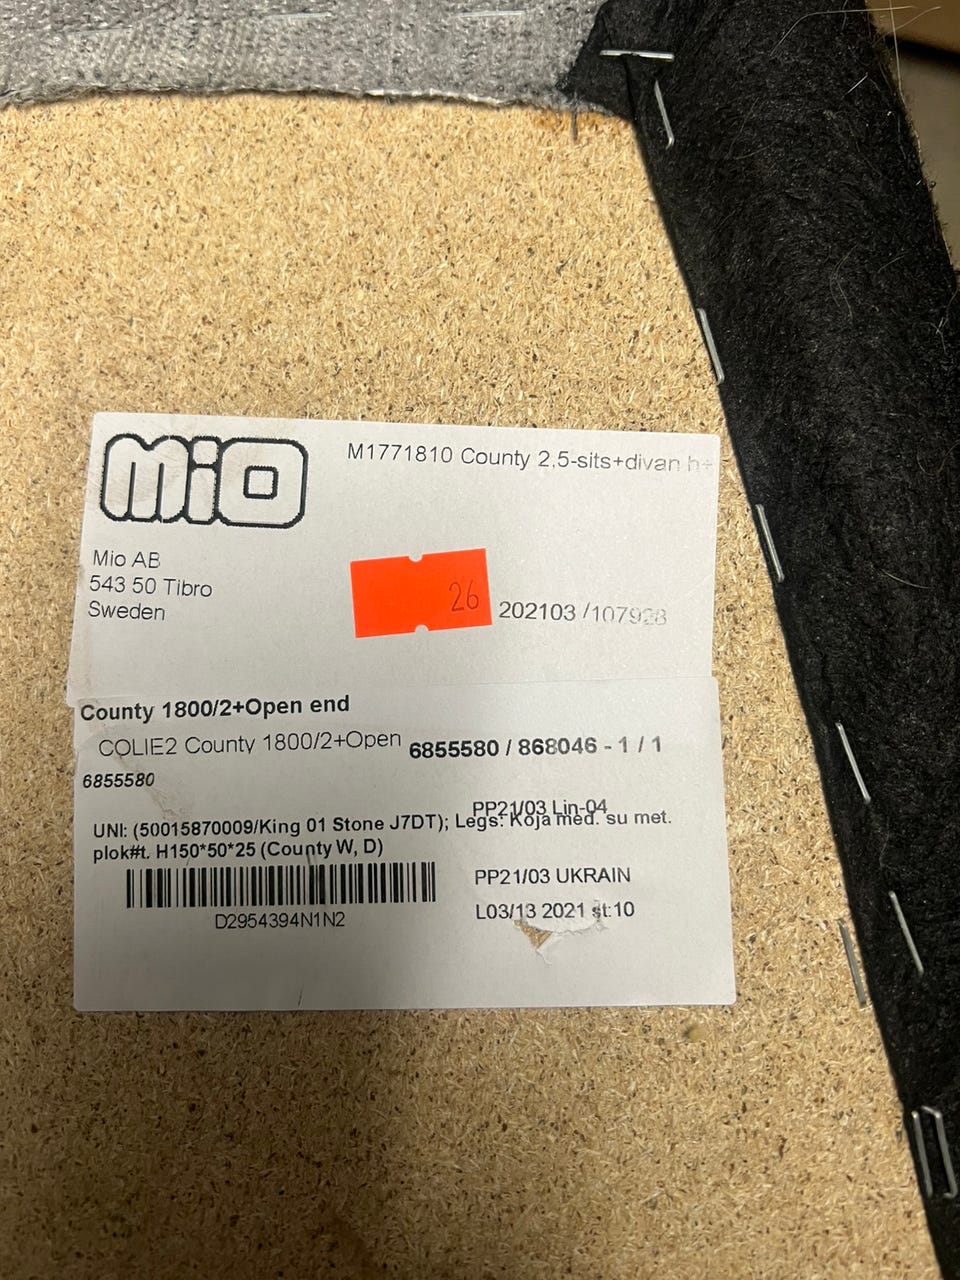 Mio
M1771810 County 2,5-sits+divan h+
Mio AB
543 50 Tibro
Sweden
26
202103 /107928
County 1800/2+Open end
COLIE2 County 1800/2+Open
6855580 / 868046 - 1 / 1
6855580
PP21/03 Lin-04
UNI: (50015870009/King 01 Stone J7DT); Legs: Koja med. su met.
plok#t. H150*50*25 (County W, D)
PP21/03 UKRAIN
D2954394N1N2
L03/13 2021 st:10